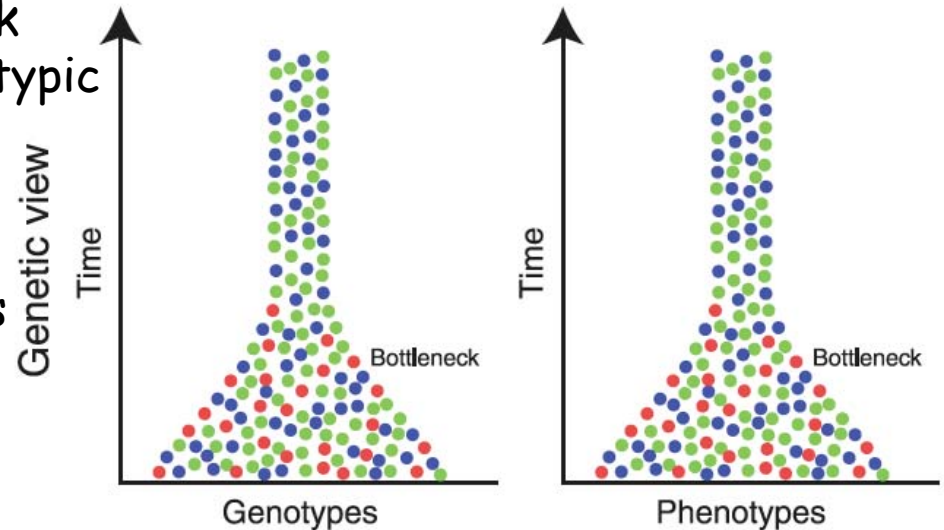 k
typic
s
Genetic view
Time
Bottleneck
Genotypes
Time
Bottleneck
Phenotypes